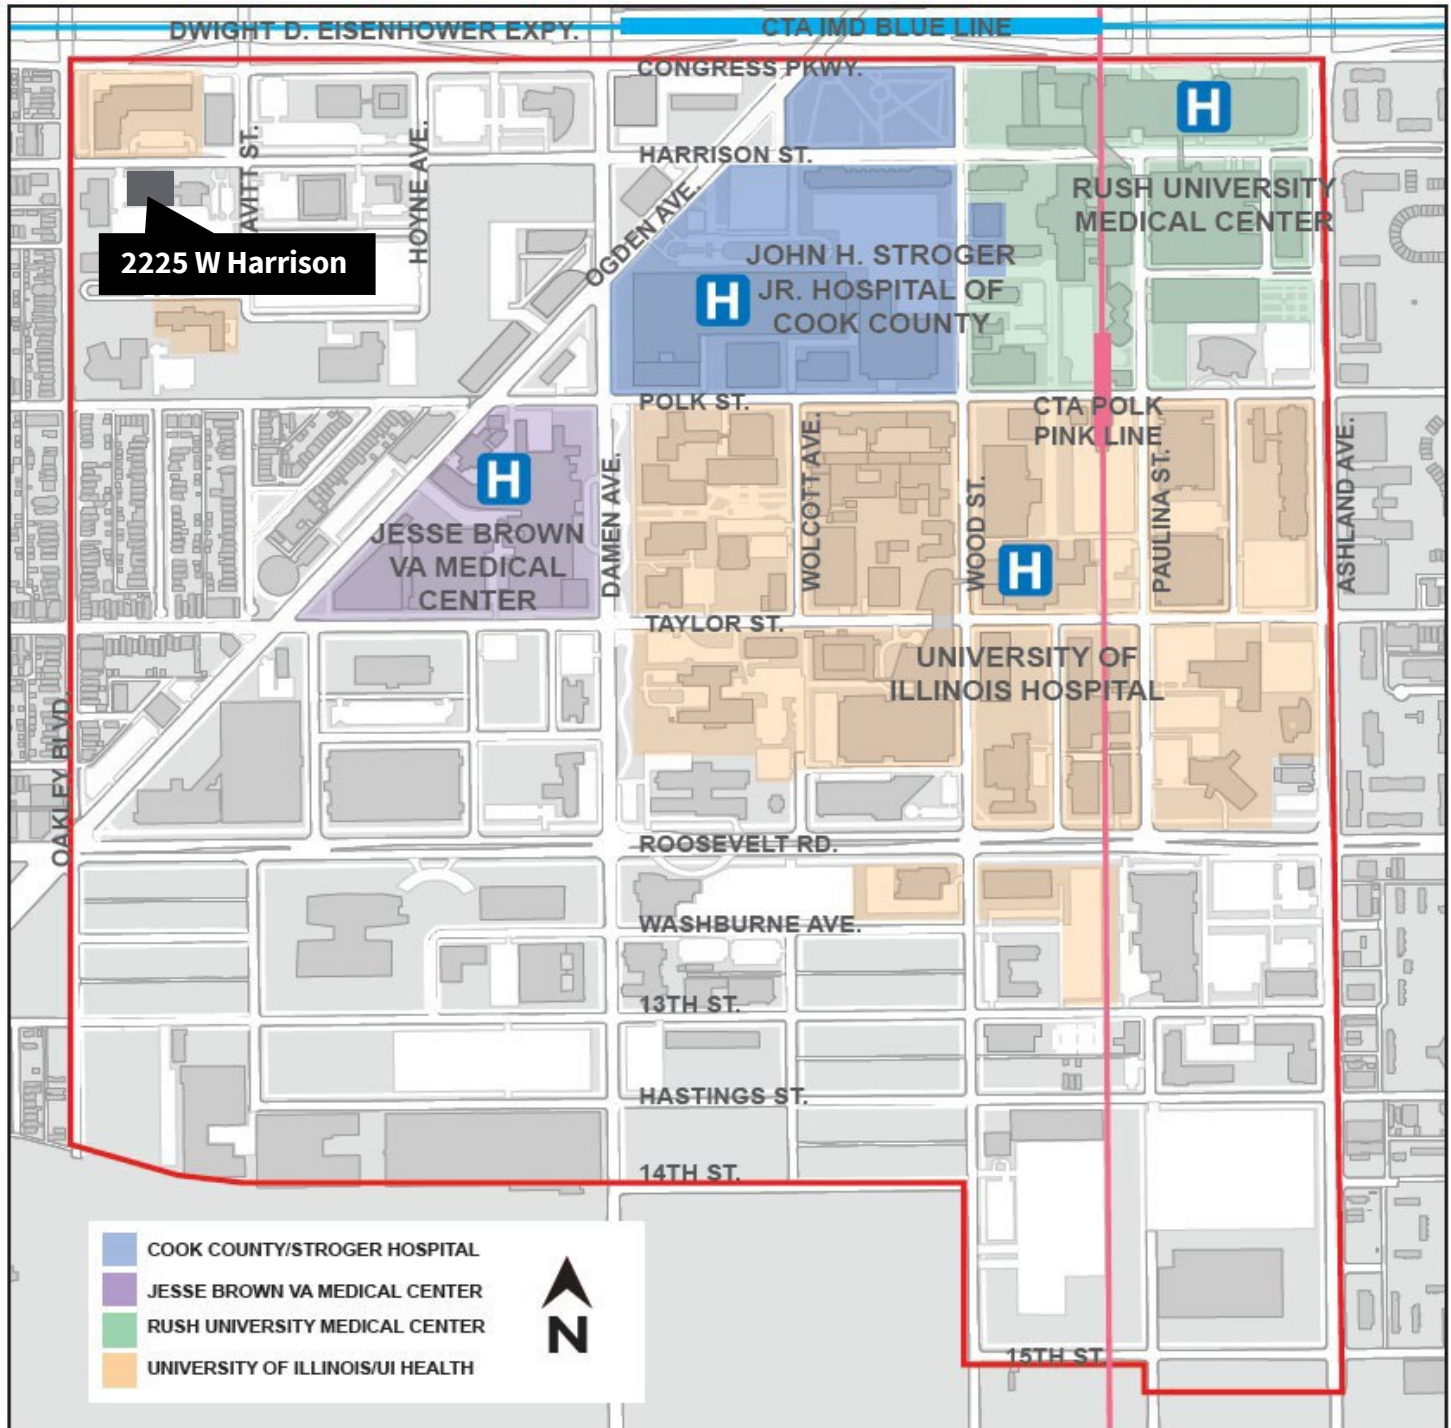 DWIGHT D. EISENHOWER EXPY.
CTA IMD BLUE LINE
CONGRESS PKWY.
H
HARRISON ST.
AVITT ST.
HOYNE AVE.
OGDEN AVE.
RUSH UNIVERSITY
MEDICAL CENTER
2225 W Harrison
H
JOHN H. STROGER
JR. HOSPITAL OF
COOK COUNTY
POLK ST.
CTA POLK
PINK LINE
H
JESSE BROWN
VA MEDICAL
CENTER
DAMEN AVE.
WOLCOTT AVE.
WOOD ST.
H
PAULINA ST.
ASHLAND AVE.
TAYLOR ST.
UNIVERSITY OF
ILLINOIS HOSPITAL
OAKLEY BLVD.
ROOSEVELT RD.
WASHBURNE AVE.
13TH ST.
HASTINGS ST.
14TH ST.
15TH ST.
COOK COUNTY/STROGER HOSPITAL
JESSE BROWN VA MEDICAL CENTER
RUSH UNIVERSITY MEDICAL CENTER
UNIVERSITY OF ILLINOIS/UI HEALTH
N